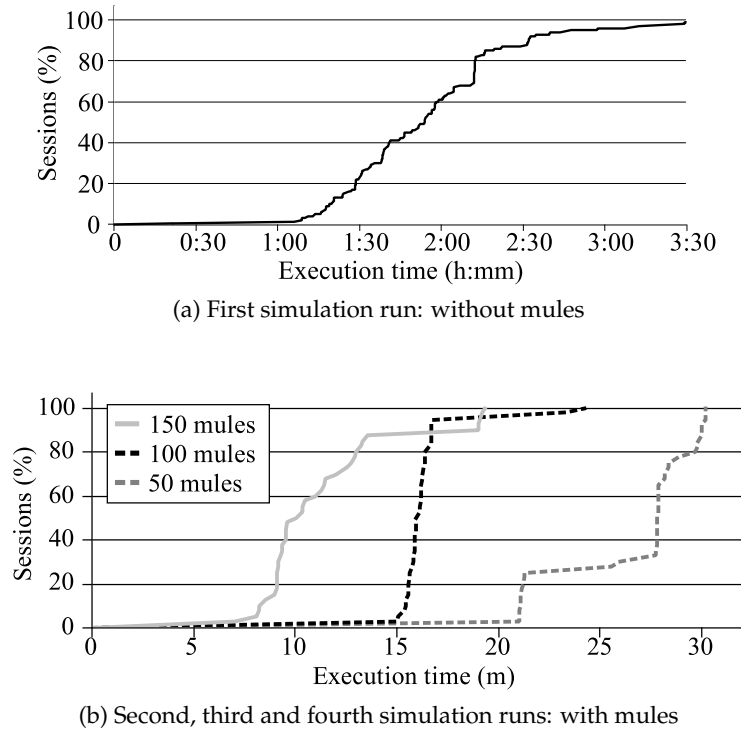 100
80
60
40
20
0
Sessions (%)
0 0:30 1:00 1:30 2:00 2:30 3:00 3:30
Execution time (h:mm)
(a) First simulation run: without mules
100
80
60
40
20
0
Sessions (%)
150 mules
100 mules
50 mules
0 5 10 15 20 25 30
Execution time (m)
(b) Second, third and fourth simulation runs: with mules